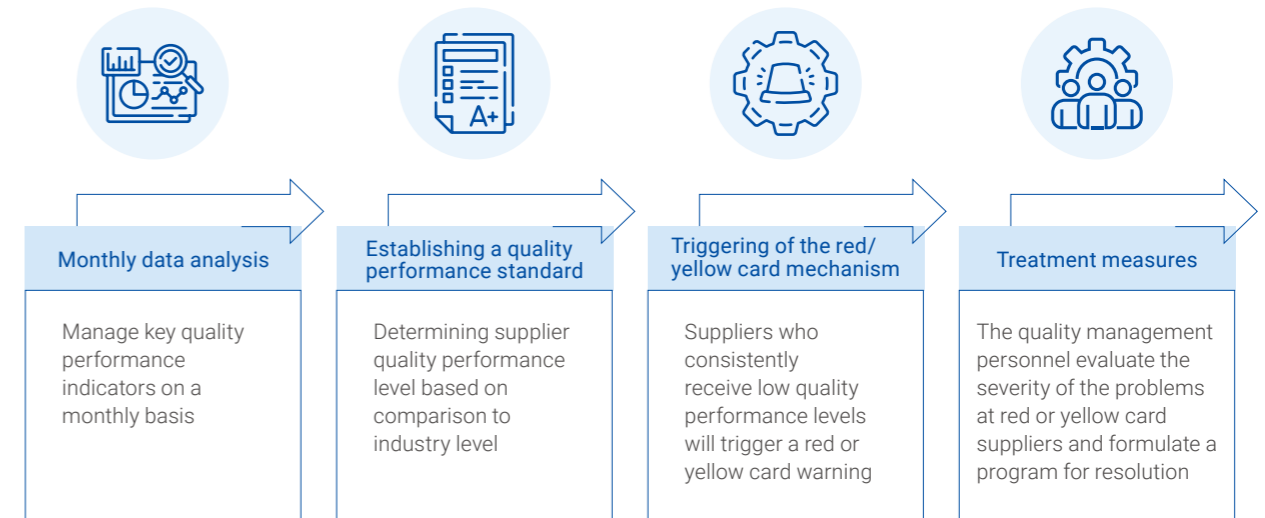 A+
Monthly data analysis
Manage key quality
performance
indicators on a
monthly basis
Establishing a quality
performance standard
Determining supplier
quality performance
level based on
comparison to
industry level
Triggering of the red/
yellow card mechanism
Suppliers who
consistently
receive low quality
performance levels
will trigger a red or
yellow card warning
Treatment measures
The quality management
personnel evaluate the
severity of the problems
at red or yellow card
suppliers and formulate a
program for resolution